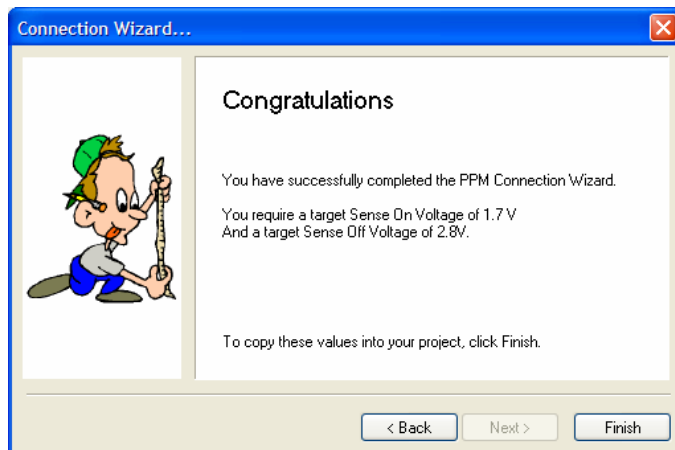 Connection Wizard...
Congratulations
You have successfully completed the PPM Connection Wizard.
You require a target Sense On Voltage of 1.7 V
And a target Sense Off Voltage of 2.8V.
To copy these values into your project, click Finish.
< Back
Next >
Finish